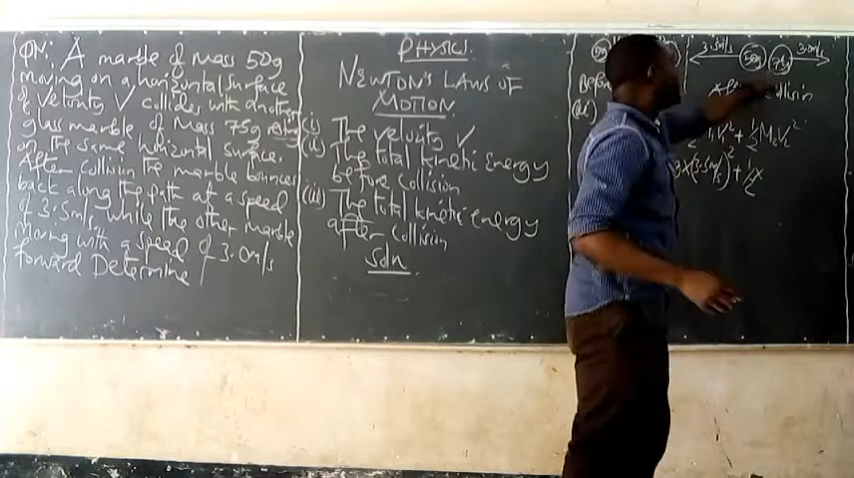 QN: A marble of mass 50g
moving on a horizontal surface
of velocity V collides with another
glass marble of mass 75g
on the same horizontal surface.
After collision the marble bounces
back along the path at a speed
of 3.5m/s while the other marble
moving with a speed of 3.0m/s
forward Determine
PHYSICS.
NEWTON'S LAWS OF
MOTION
(i) The velocity V
(ii) The total kinetic Energy
before collision
(iii) The total kinetic energy
after collision
Soln
3.5m/s 50g 75g 3.0m/s
Before
collision
V₁² + ½M₂V₂²
3x(3.5m/s)² + ½x